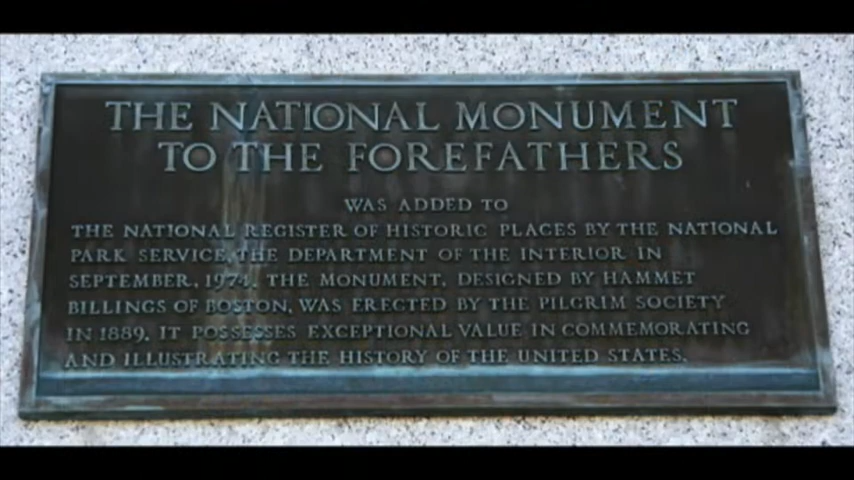 THE NATIONAL MONUMENT
TO THE FOREFATHERS
WAS ADDED TO
THE NATIONAL REGISTER OF HISTORIC PLACES BY THE NATIONAL
PARK SERVICE, THE DEPARTMENT OF THE INTERIOR IN
SEPTEMBER, 1974. THE MONUMENT, DESIGNED BY HAMMET
BILLINGS OF BOSTON, WAS ERECTED BY THE PILGRIM SOCIETY
IN 1889. IT POSSESSES EXCEPTIONAL VALUE IN COMMEMORATING
AND ILLUSTRATING THE HISTORY OF THE UNITED STATES.